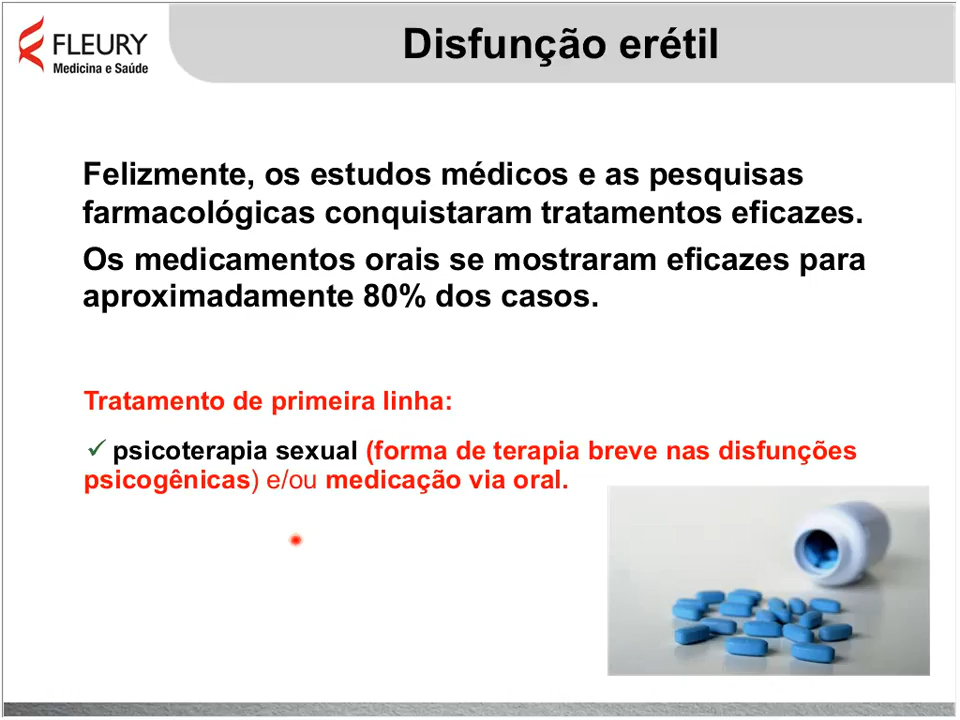 FLEURY
Medicina e Saúde
Disfunção erétil
Felizmente, os estudos médicos e as pesquisas
farmacológicas conquistaram tratamentos eficazes.
Os medicamentos orais se mostraram eficazes para
aproximadamente 80% dos casos.
Tratamento de primeira linha:
✓ psicoterapia sexual (forma de terapia breve nas disfunções
psicogênicas) e/ou medicação via oral.